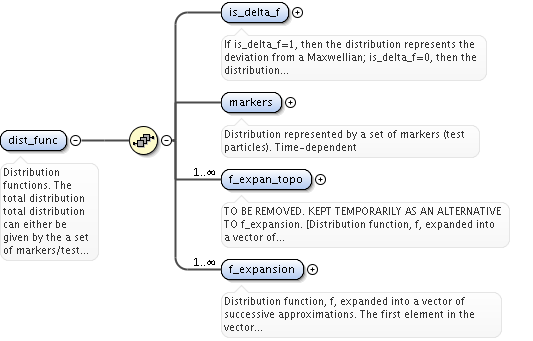 is_delta_f
If is_delta_f=1, then the distribution represents the
deviation from a Maxwellian; is_delta_f=0, then the
distribution...
markers
Distribution represented by a set of markers (test
particles). Time-dependent
dist_func
Distribution
functions. The
total distribution
total distribution
can either be
given by the a set
of markers/test...
1..∞
f_expan_topo
TO BE REMOVED. KEPT TEMPORARILY AS AN ALTERNATIVE
TO f_expansion. [Distribution function, f, expanded into
a vector of...
1..∞
f_expansion
Distribution function, f, expanded into a vector of
successive approximations. The first element in the
vector...